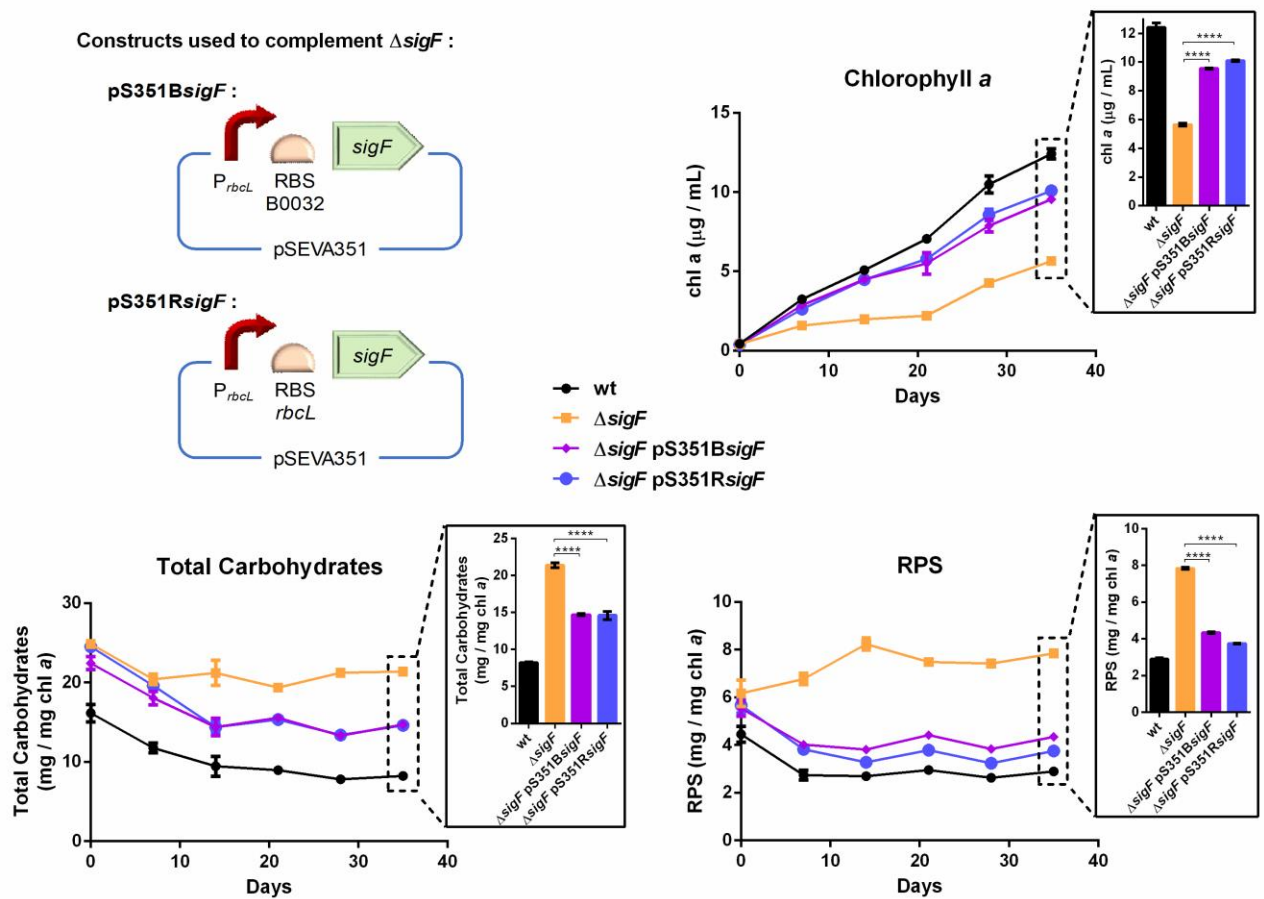 Constructs used to complement ΔsigF :
pS351BsigF :
sigF
PrbcL
RBS
B0032
pSEVA351
pS351RsigF :
sigF
PrbcL
RBS
rbcL
pSEVA351
Chlorophyll a
chl a (µg / mL)
15
10
5
0
0
10
20
30
40
Days
****
****
chl a (µg / mL)
12
10
8
6
4
2
0
wt
ΔsigF
ΔsigF pS351BsigF
ΔsigF pS351RsigF
wt
ΔsigF
ΔsigF pS351BsigF
ΔsigF pS351RsigF
Total Carbohydrates
Total Carbohydrates
(mg / mg chl a)
30
20
10
0
0
10
20
30
40
Days
****
****
Total Carbohydrates
(mg / mg chl a)
25
20
15
10
5
0
wt
ΔsigF
ΔsigF pS351BsigF
ΔsigF pS351RsigF
RPS
RPS (mg / mg chl a)
10
8
6
4
2
0
0
10
20
30
40
Days
****
****
RPS (mg / mg chl a)
8
6
4
2
0
wt
ΔsigF
ΔsigF pS351BsigF
ΔsigF pS351RsigF